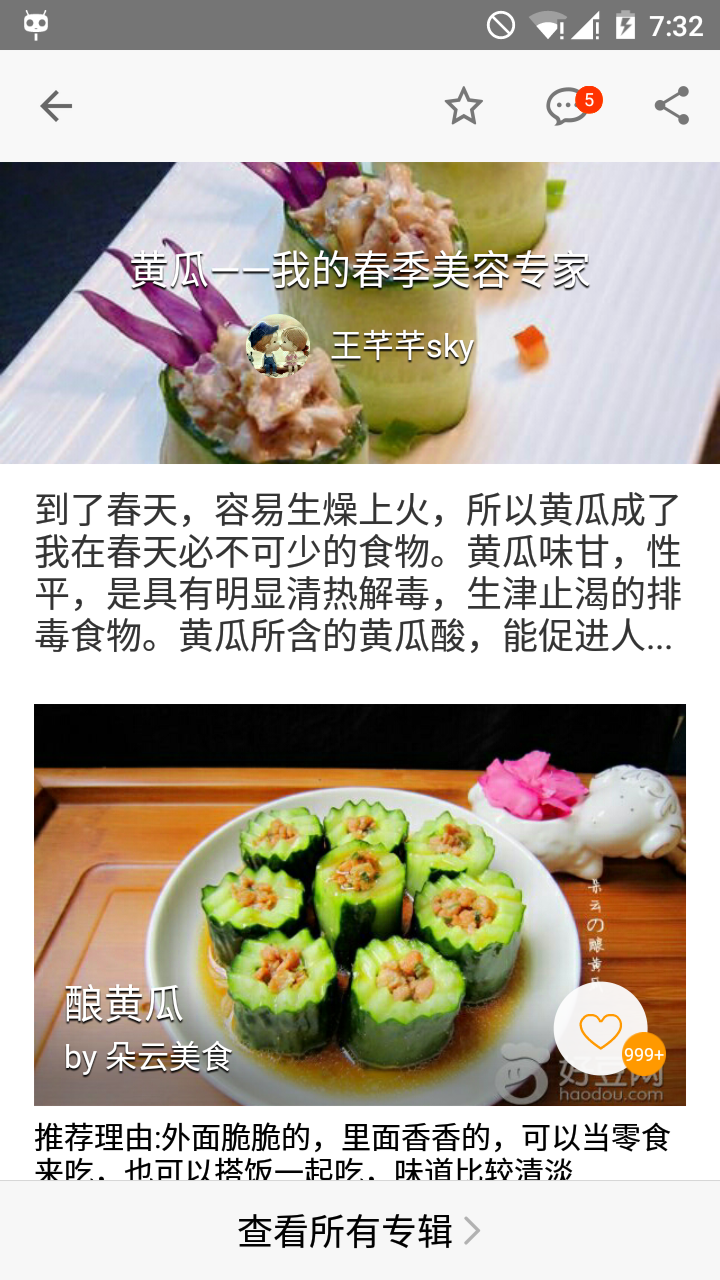 7:32
5
黄瓜——我的春季美容专家
王芊芊sky
到了春天，容易生燥上火，所以黄瓜成了
我在春天必不可少的食物。黄瓜味甘，性
平，是具有明显清热解毒，生津止渴的排
毒食物。黄瓜所含的黄瓜酸，能促进人...
朵云の酿黄
酿黄瓜
by 朵云美食
999+
好豆网
haodou.com
推荐理由:外面脆脆的，里面香香的，可以当零食
来吃，也可以搭饭一起吃，味道比较清淡
查看所有专辑